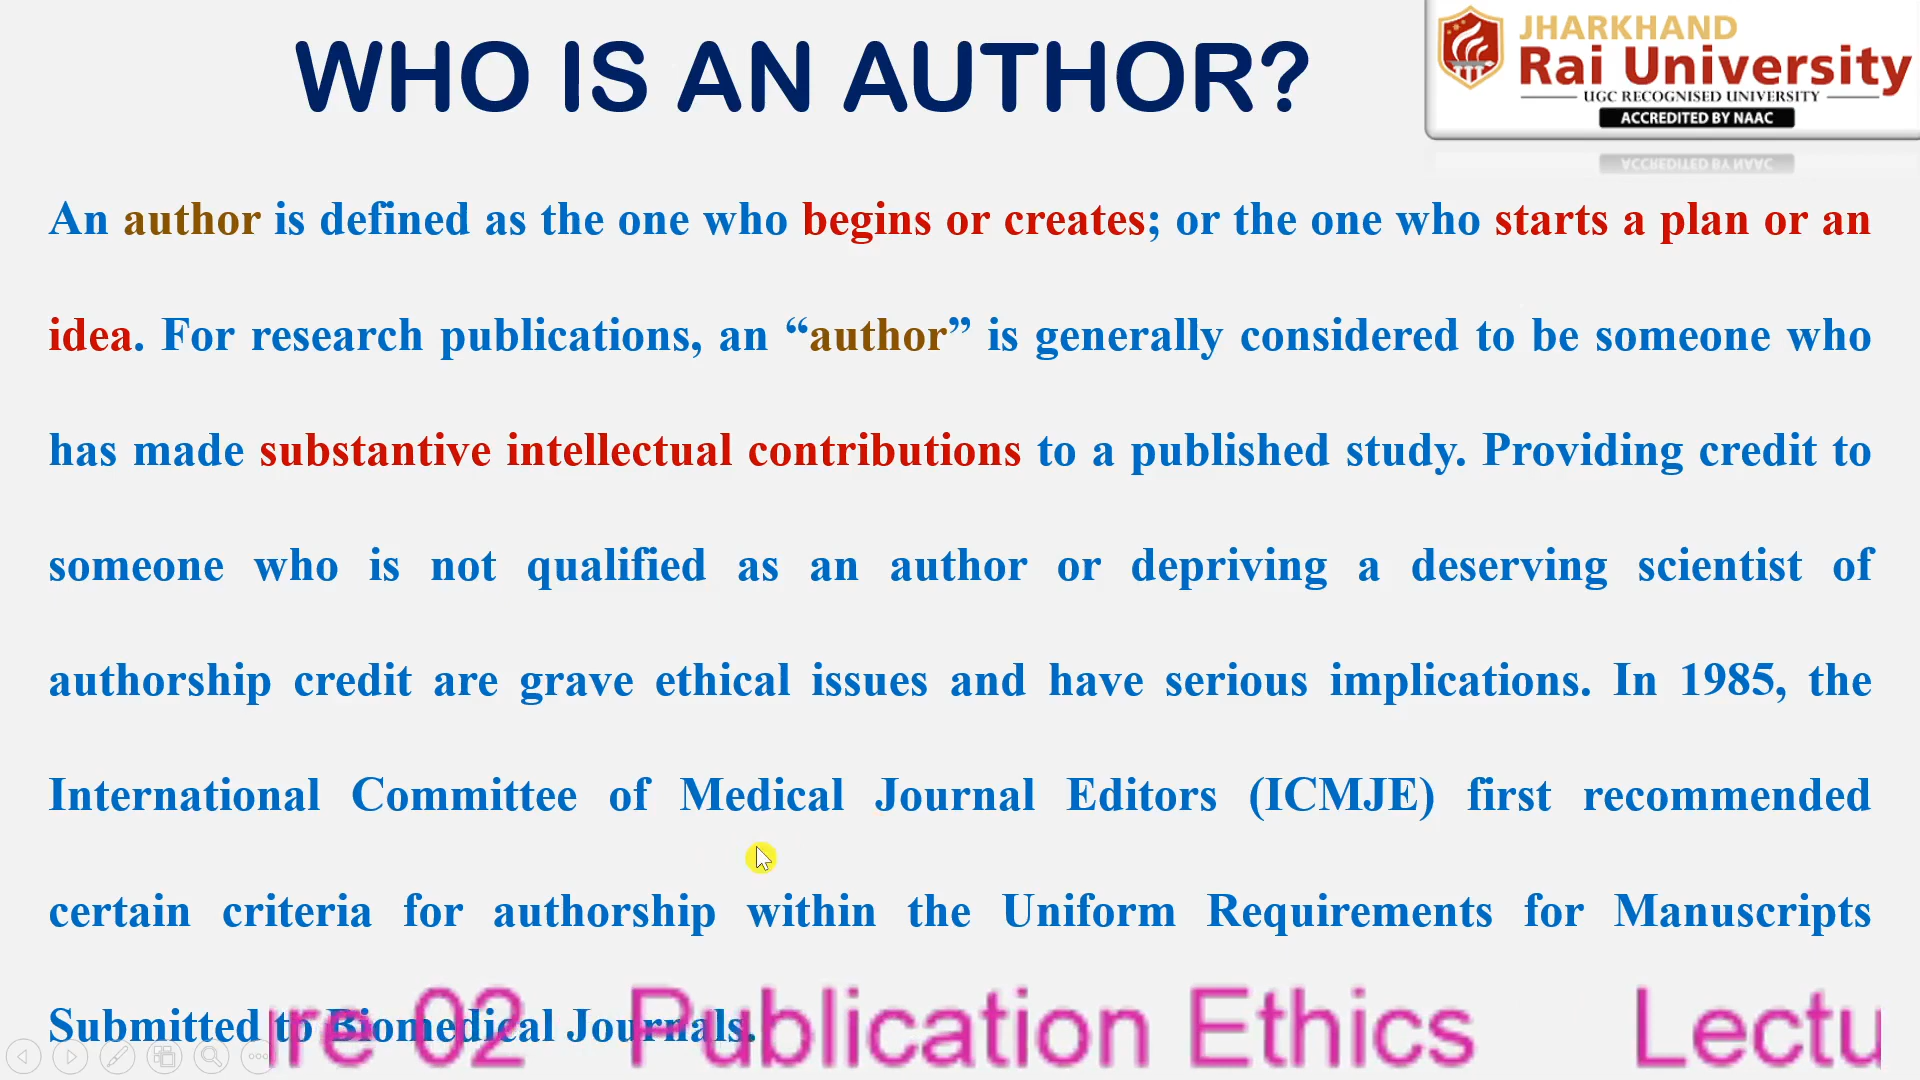 WHO IS AN AUTHOR?
JHARKHAND
Rai University
UGC RECOGNISED UNIVERSITY
ACCREDITED BY NAAC
An author is defined as the one who begins or creates; or the one who starts a plan or an
idea. For research publications, an “author” is generally considered to be someone who
has made substantive intellectual contributions to a published study. Providing credit to
someone who is not qualified as an author or depriving a deserving scientist of
authorship credit are grave ethical issues and have serious implications. In 1985, the
International Committee of Medical Journal Editors (ICMJE) first recommended
certain criteria for authorship within the Uniform Requirements for Manuscripts
Submitted to Biomedical Journals.
re 02 Publication Ethics Lectu